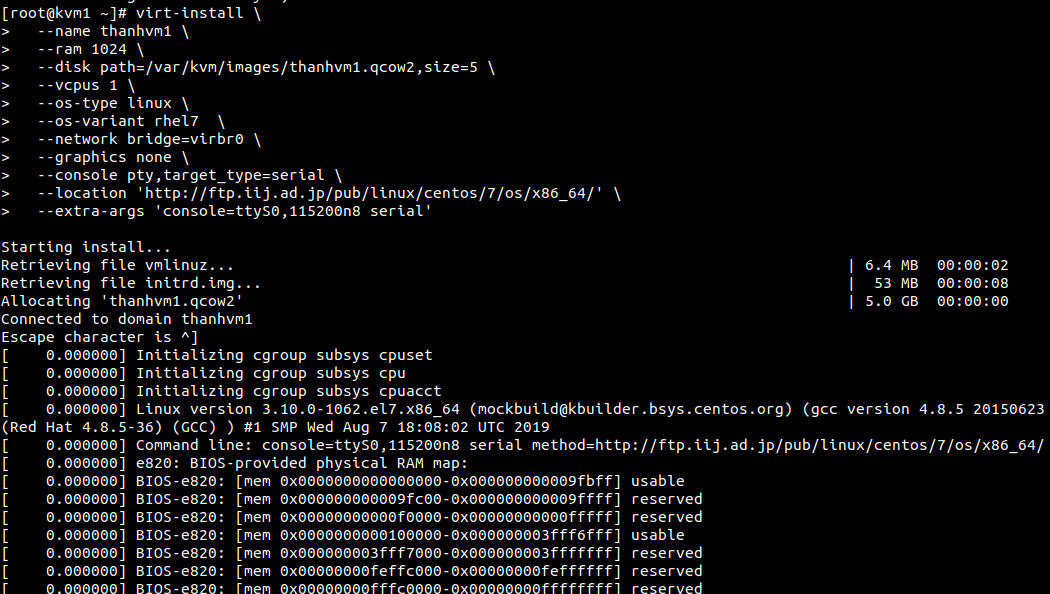 [root@kvm1 ~]# virt-install \
>   --name thanhvm1 \
>   --ram 1024 \
>   --disk path=/var/kvm/images/thanhvm1.qcow2,size=5 \
>   --vcpus 1 \
>   --os-type linux \
>   --os-variant rhel7  \
>   --network bridge=virbr0 \
>   --graphics none \
>   --console pty,target_type=serial \
>   --location 'http://ftp.iij.ad.jp/pub/linux/centos/7/os/x86_64/' \
>   --extra-args 'console=ttyS0,115200n8 serial'
Starting install...
Retrieving file vmlinuz... | 6.4 MB  00:00:02
Retrieving file initrd.img... |  53 MB  00:00:08
Allocating 'thanhvm1.qcow2' | 5.0 GB  00:00:00
Connected to domain thanhvm1
Escape character is ^]
[    0.000000] Initializing cgroup subsys cpuset
[    0.000000] Initializing cgroup subsys cpu
[    0.000000] Initializing cgroup subsys cpuacct
[    0.000000] Linux version 3.10.0-1062.el7.x86_64 (mockbuild@kbuilder.bsys.centos.org) (gcc version 4.8.5 20150623
(Red Hat 4.8.5-36) (GCC) ) #1 SMP Wed Aug 7 18:08:02 UTC 2019
[    0.000000] Command line: console=ttyS0,115200n8 serial method=http://ftp.iij.ad.jp/pub/linux/centos/7/os/x86_64/
[    0.000000] e820: BIOS-provided physical RAM map:
[    0.000000] BIOS-e820: [mem 0x0000000000000000-0x000000000009fbff] usable
[    0.000000] BIOS-e820: [mem 0x000000000009fc00-0x000000000009ffff] reserved
[    0.000000] BIOS-e820: [mem 0x00000000000f0000-0x00000000000fffff] reserved
[    0.000000] BIOS-e820: [mem 0x0000000000100000-0x000000003fff6fff] usable
[    0.000000] BIOS-e820: [mem 0x000000003fff7000-0x000000003fffffff] reserved
[    0.000000] BIOS-e820: [mem 0x00000000feffc000-0x00000000feffffff] reserved
[    0.000000] BIOS-e820: [mem 0x00000000fffc0000-0x00000000ffffffff] reserved